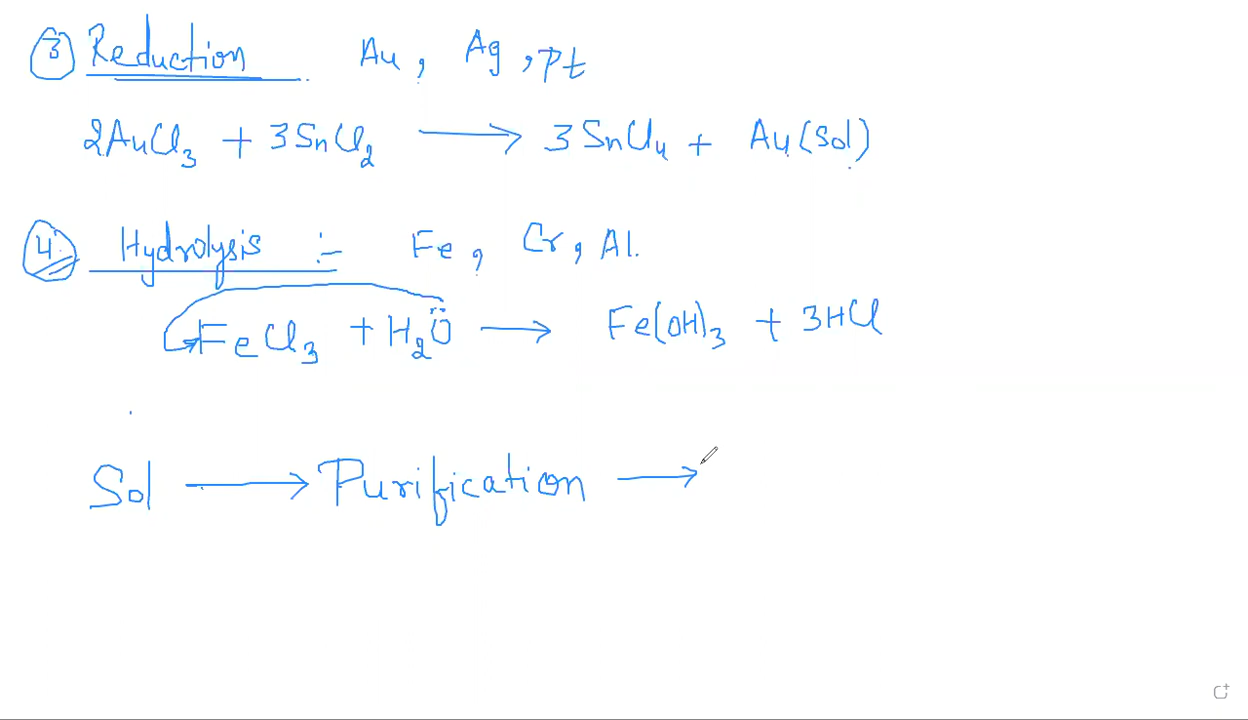 ③ Reduction Au, Ag, Pt
2AuCl₃ + 3SnCl₂ ⟶ 3SnCl₄ + Au(Sol)
④ Hydrolysis :- Fe, Cr, Al.
FeCl₃ + H₂O ⟶ Fe(OH)₃ + 3HCl
Sol ⟶ Purification ⟶